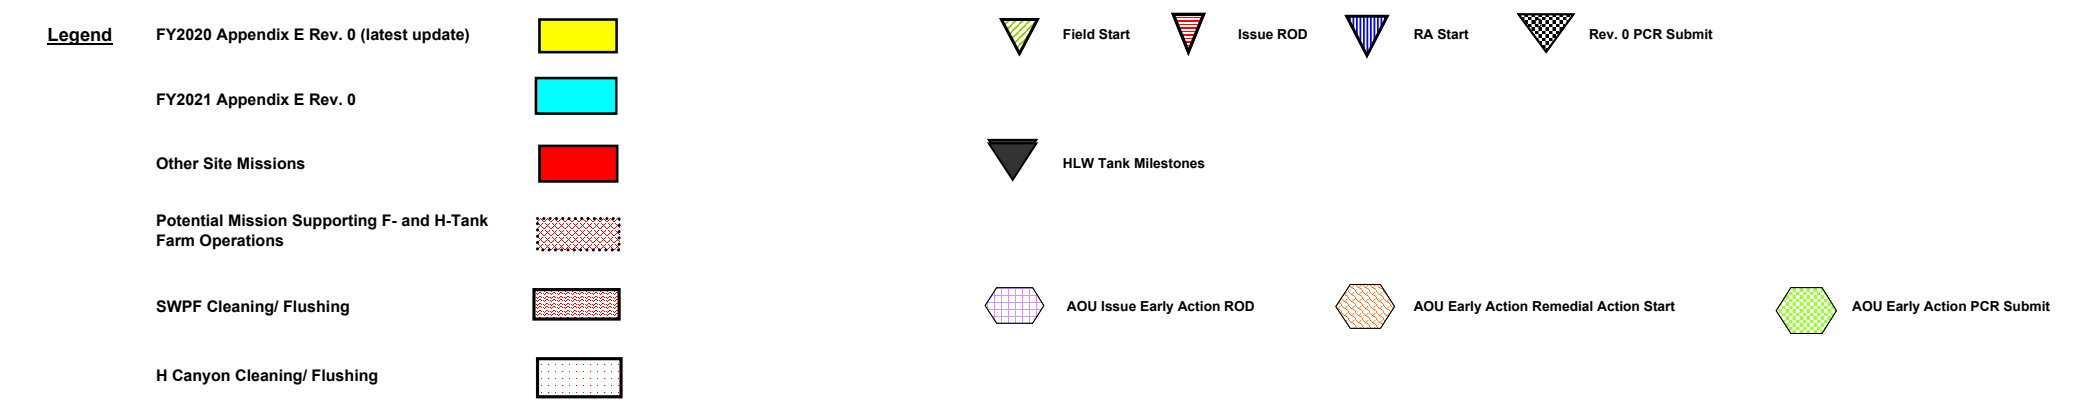 Legend
FY2020 Appendix E Rev. 0 (latest update)
Field Start
Issue ROD
RA Start
Rev. 0 PCR Submit
FY2021 Appendix E Rev. 0
Other Site Missions
HLW Tank Milestones
Potential Mission Supporting F- and H-Tank
Farm Operations
SWPF Cleaning/ Flushing
AOU Issue Early Action ROD
AOU Early Action Remedial Action Start
AOU Early Action PCR Submit
H Canyon Cleaning/ Flushing